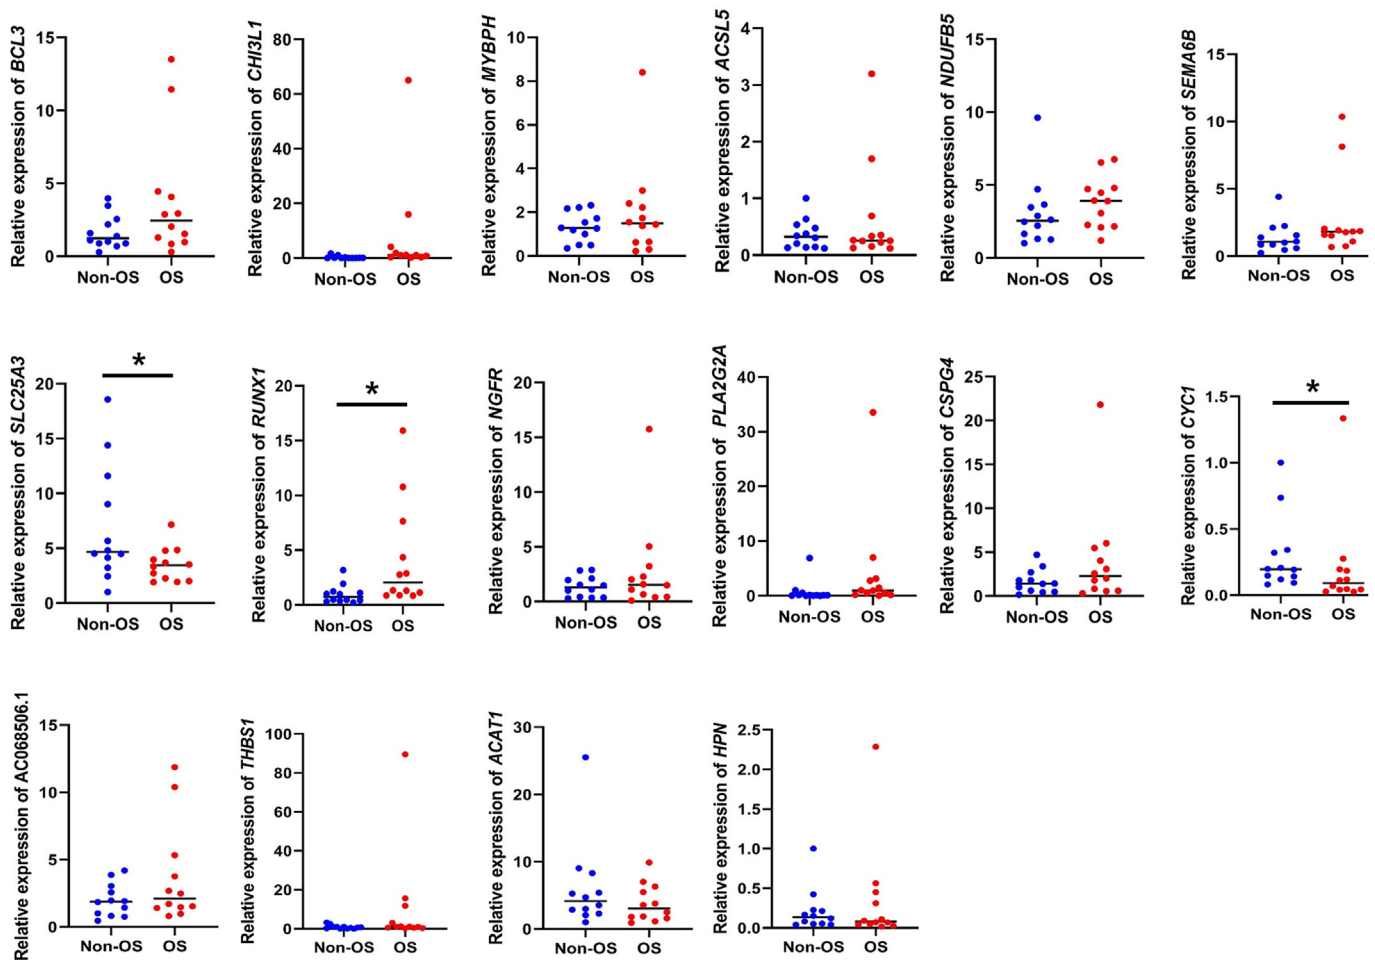 Relative expression of BCL3
15
10
5
0
Non-OS OS
Relative expression of CHI3L1
80
60
40
20
0
Non-OS OS
Relative expression of MYBPH
10
8
6
4
2
0
Non-OS OS
Relative expression of ACSL5
4
3
2
1
0
Non-OS OS
Relative expression of NDUFB5
15
10
5
0
Non-OS OS
Relative expression of SEMA6B
15
10
5
0
Non-OS OS
Relative expression of SLC25A3
20
15
10
5
0
*
Non-OS OS
Relative expression of RUNX1
20
15
10
5
0
*
Non-OS OS
Relative expression of NGFR
20
15
10
5
0
Non-OS OS
Relative expression of PLA2G2A
40
30
20
10
0
Non-OS OS
Relative expression of CSPG4
25
20
15
10
5
0
Non-OS OS
Relative expression of CYC1
1.5
1.0
0.5
0.0
*
Non-OS OS
Relative expression of AC068506.1
15
10
5
0
Non-OS OS
Relative expression of THBS1
100
80
60
40
20
0
Non-OS OS
Relative expression of ACAT1
30
20
10
0
Non-OS OS
Relative expression of HPN
2.5
2.0
1.5
1.0
0.5
0.0
Non-OS OS